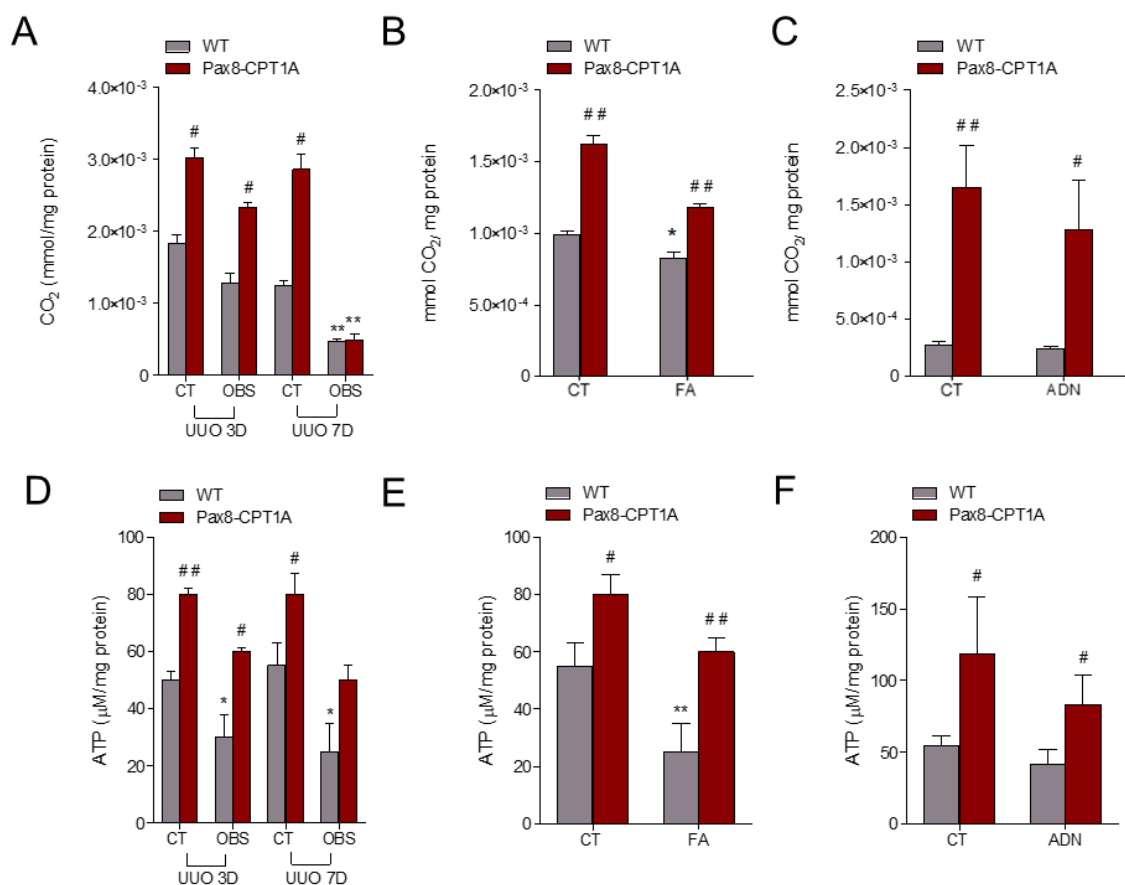 A
WT
Pax8-CPT1A
CO₂ (mmol/mg protein)
4.0×10⁻³
3.0×10⁻³
2.0×10⁻³
1.0×10⁻³
0
#
#
#
** **
CT OBS CT OBS
UUO 3D UUO 7D
B
WT
Pax8-CPT1A
mmol CO₂/ mg protein
2.0×10⁻³
1.5×10⁻³
1.0×10⁻³
5.0×10⁻⁴
0
# #
* # #
CT FA
C
WT
Pax8-CPT1A
mmol CO₂/ mg protein
2.5×10⁻³
2.0×10⁻³
1.5×10⁻³
1.0×10⁻³
5.0×10⁻⁴
0
# #
#
CT ADN
D
WT
Pax8-CPT1A
ATP (μM/mg protein)
100
80
60
40
20
0
# #
* #
#
*
CT OBS CT OBS
UUO 3D UUO 7D
E
WT
Pax8-CPT1A
ATP (μM/mg protein)
100
80
60
40
20
0
#
** # #
CT FA
F
WT
Pax8-CPT1A
ATP (μM/mg protein)
200
150
100
50
0
#
#
CT ADN